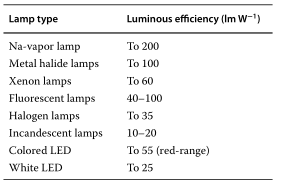 Lamp type Luminous efficiency (lm W⁻¹)
Na-vapor lamp To 200
Metal halide lamps To 100
Xenon lamps To 60
Fluorescent lamps 40–100
Halogen lamps To 35
Incandescent lamps 10–20
Colored LED To 55 (red-range)
White LED To 25